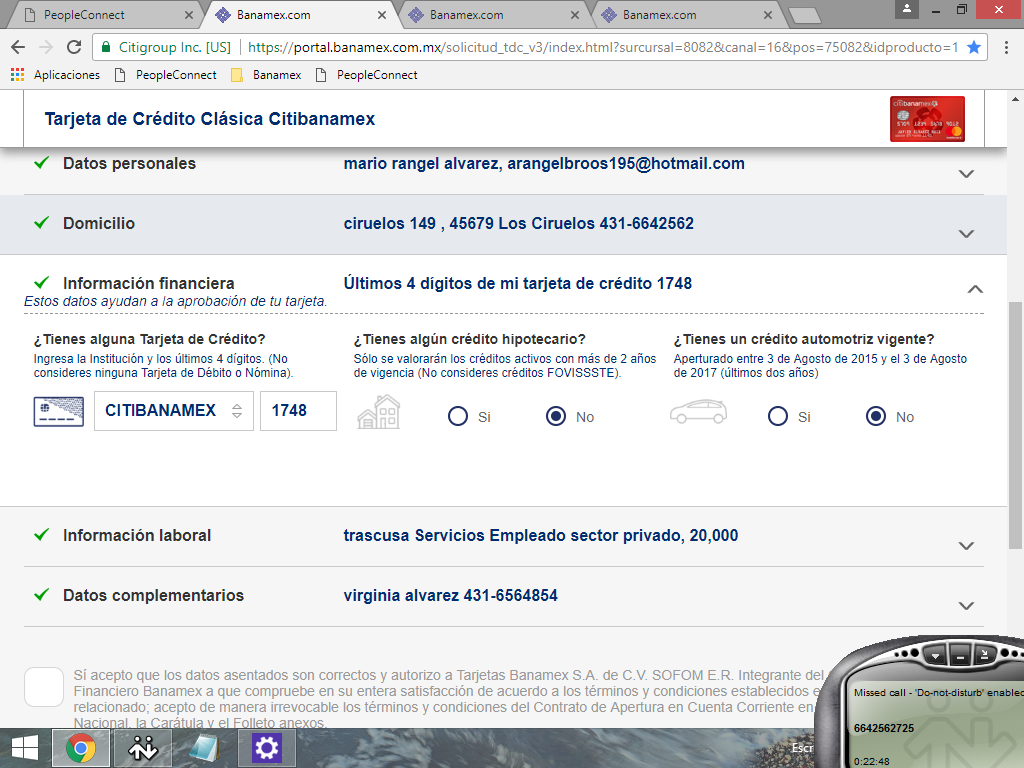 PeopleConnect
Banamex.com
Banamex.com
Banamex.com
Citigroup Inc. [US]
https://portal.banamex.com.mx/solicitud_tdc_v3/index.html?surcursal=8082&canal=16&pos=75082&idproducto=1
Aplicaciones
PeopleConnect
Banamex
PeopleConnect
Tarjeta de Crédito Clásica Citibanamex
citibanamex
Datos personales
mario rangel alvarez, arangelbroos195@hotmail.com
Domicilio
ciruelos 149 , 45679 Los Ciruelos 431-6642562
Información financiera
Últimos 4 dígitos de mi tarjeta de crédito 1748
Estos datos ayudan a la aprobación de tu tarjeta.
¿Tienes alguna Tarjeta de Crédito?
Ingresa la Institución y los últimos 4 dígitos. (No
consideres ninguna Tarjeta de Débito o Nómina).
CITIBANAMEX
1748
¿Tienes algún crédito hipotecario?
Sólo se valorarán los créditos activos con más de 2 años
de vigencia (No consideres créditos FOVISSSTE).
Si
No
¿Tienes un crédito automotriz vigente?
Aperturado entre 3 de Agosto de 2015 y el 3 de Agosto
de 2017 (últimos dos años)
Si
No
Información laboral
trascusa Servicios Empleado sector privado, 20,000
Datos complementarios
virginia alvarez 431-6564854
Sí acepto que los datos asentados son correctos y autorizo a Tarjetas Banamex S.A. de C.V. SOFOM E.R. Integrante del
Financiero Banamex a que compruebe en su entera satisfacción de acuerdo a los términos y condiciones establecidos e
relacionado; acepto de manera irrevocable los términos y condiciones del Contrato de Apertura en Cuenta Corriente en
Nacional, la Carátula y el Folleto anexos.
Missed call - 'Do-not-disturb' enabled
6642562725
0:22:48
Escr